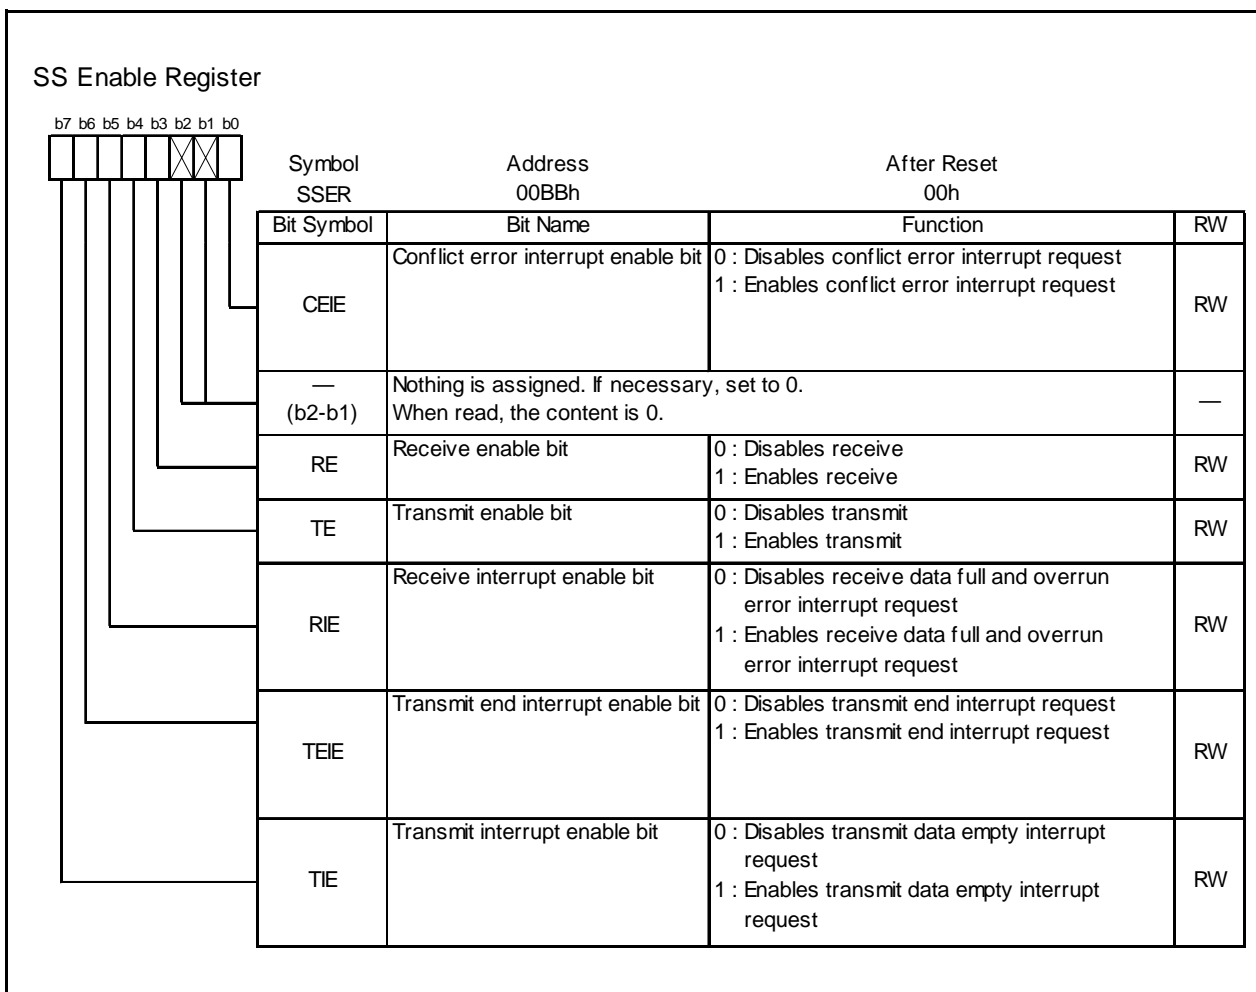 SS Enable Register
b7 b6 b5 b4 b3 b2 b1 b0
Symbol Address After Reset
SSER 00BBh 00h
Bit Symbol Bit Name Function RW
CEIE
Conflict error interrupt enable bit
0 : Disables conflict error interrupt request
1 : Enables conflict error interrupt request
RW
—
(b2-b1)
Nothing is assigned. If necessary, set to 0.
When read, the content is 0.
—
RE
Receive enable bit
0 : Disables receive
1 : Enables receive
RW
TE
Transmit enable bit
0 : Disables transmit
1 : Enables transmit
RW
RIE
Receive interrupt enable bit
0 : Disables receive data full and overrun
error interrupt request
1 : Enables receive data full and overrun
error interrupt request
RW
TEIE
Transmit end interrupt enable bit
0 : Disables transmit end interrupt request
1 : Enables transmit end interrupt request
RW
TIE
Transmit interrupt enable bit
0 : Disables transmit data empty interrupt
request
1 : Enables transmit data empty interrupt
request
RW